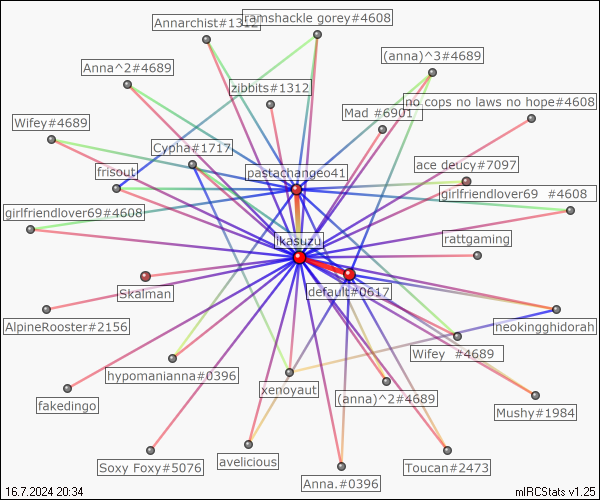 Annarchist#1312
ramshackle gorey#4608
(anna)^3#4689
Anna^2#4689
zibbits#1312
no cops no laws no hope#4608
Mad #6901
Wifey#4689
Cypha#1717
frisout
pastachangeo41
ace deucy#7097
girlfriendlover69 #4608
girlfriendlover69#4608
jkasuzu
rattgaming
Skalman
default#0617
AlpineRooster#2156
neokingghidorah
Wifey #4689
hypomanianna#0396
xenoyaut
(anna)^2#4689
fakedingo
Mushy#1984
Soxy Foxy#5076
avelicious
Anna.#0396
Toucan#2473
16.7.2024 20:34
mIRCStats v1.25